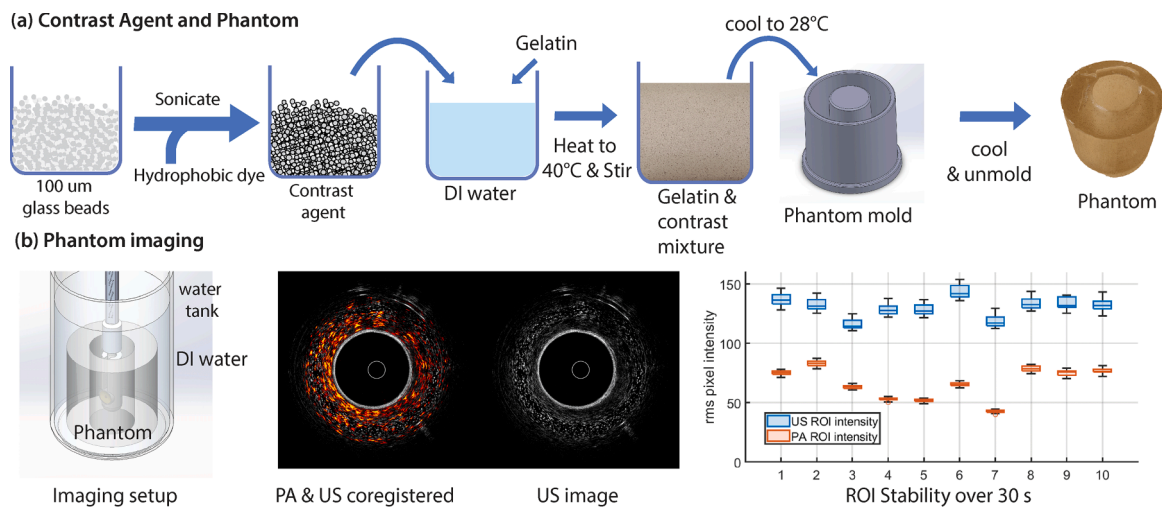 (a) Contrast Agent and Phantom
cool to 28°C
Gelatin
Sonicate
Hydrophobic dye
Heat to
40°C & Stir
cool
& unmold
100 um
glass beads
Contrast
agent
DI water
Gelatin &
contrast
mixture
Phantom mold
Phantom
(b) Phantom imaging
water
tank
DI water
Phantom
Imaging setup
PA & US coregistered
US image
rms pixel intensity
150
100
50
0
US ROI intensity
PA ROI intensity
1 2 3 4 5 6 7 8 9 10
ROI Stability over 30 s